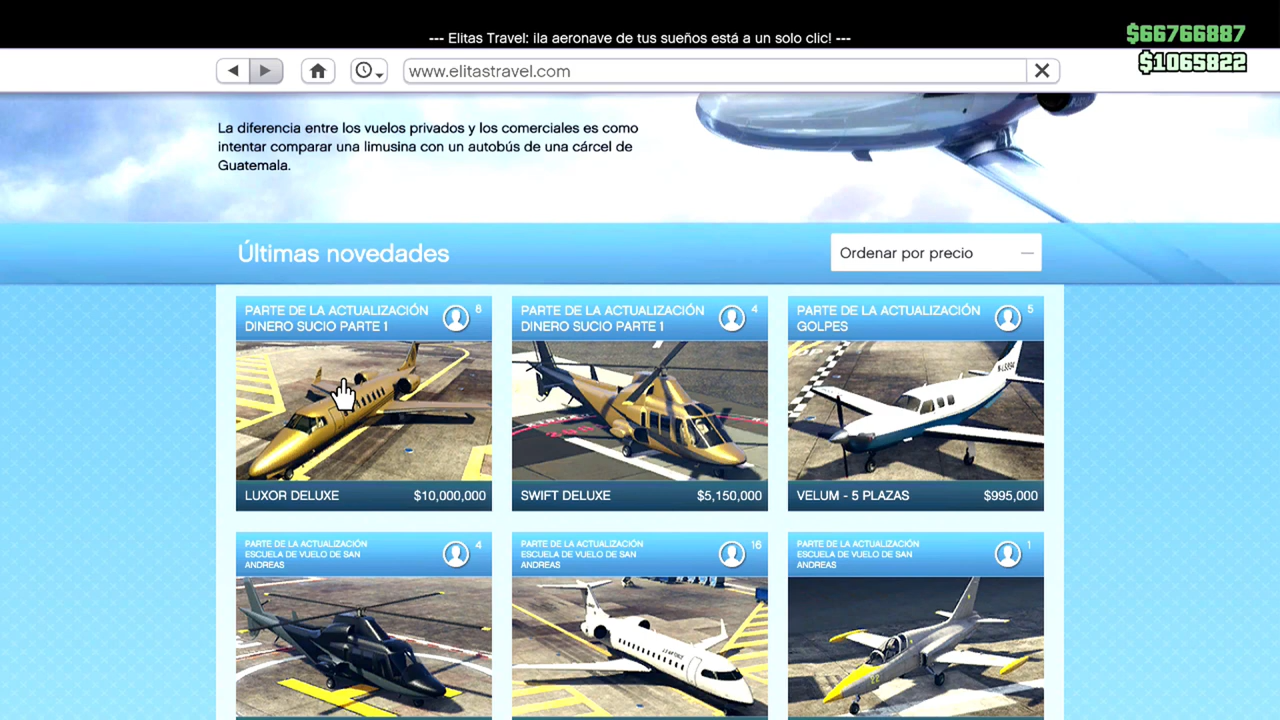 --- Elitas Travel: ¡la aeronave de tus sueños está a un solo clic! ---
$66766887
$1065822
www.elitastravel.com
La diferencia entre los vuelos privados y los comerciales es como
intentar comparar una limusina con un autobús de una cárcel de
Guatemala.
Últimas novedades
Ordenar por precio
PARTE DE LA ACTUALIZACIÓN
DINERO SUCIO PARTE 1
LUXOR DELUXE
$10,000,000
PARTE DE LA ACTUALIZACIÓN
DINERO SUCIO PARTE 1
4
SWIFT DELUXE
$5,150,000
PARTE DE LA ACTUALIZACIÓN
GOLPES
5
VELUM - 5 PLAZAS
$995,000
PARTE DE LA ACTUALIZACIÓN
ESCUELA DE VUELO DE SAN
ANDREAS
4
PARTE DE LA ACTUALIZACIÓN
ESCUELA DE VUELO DE SAN
ANDREAS
16
PARTE DE LA ACTUALIZACIÓN
ESCUELA DE VUELO DE SAN
ANDREAS
1